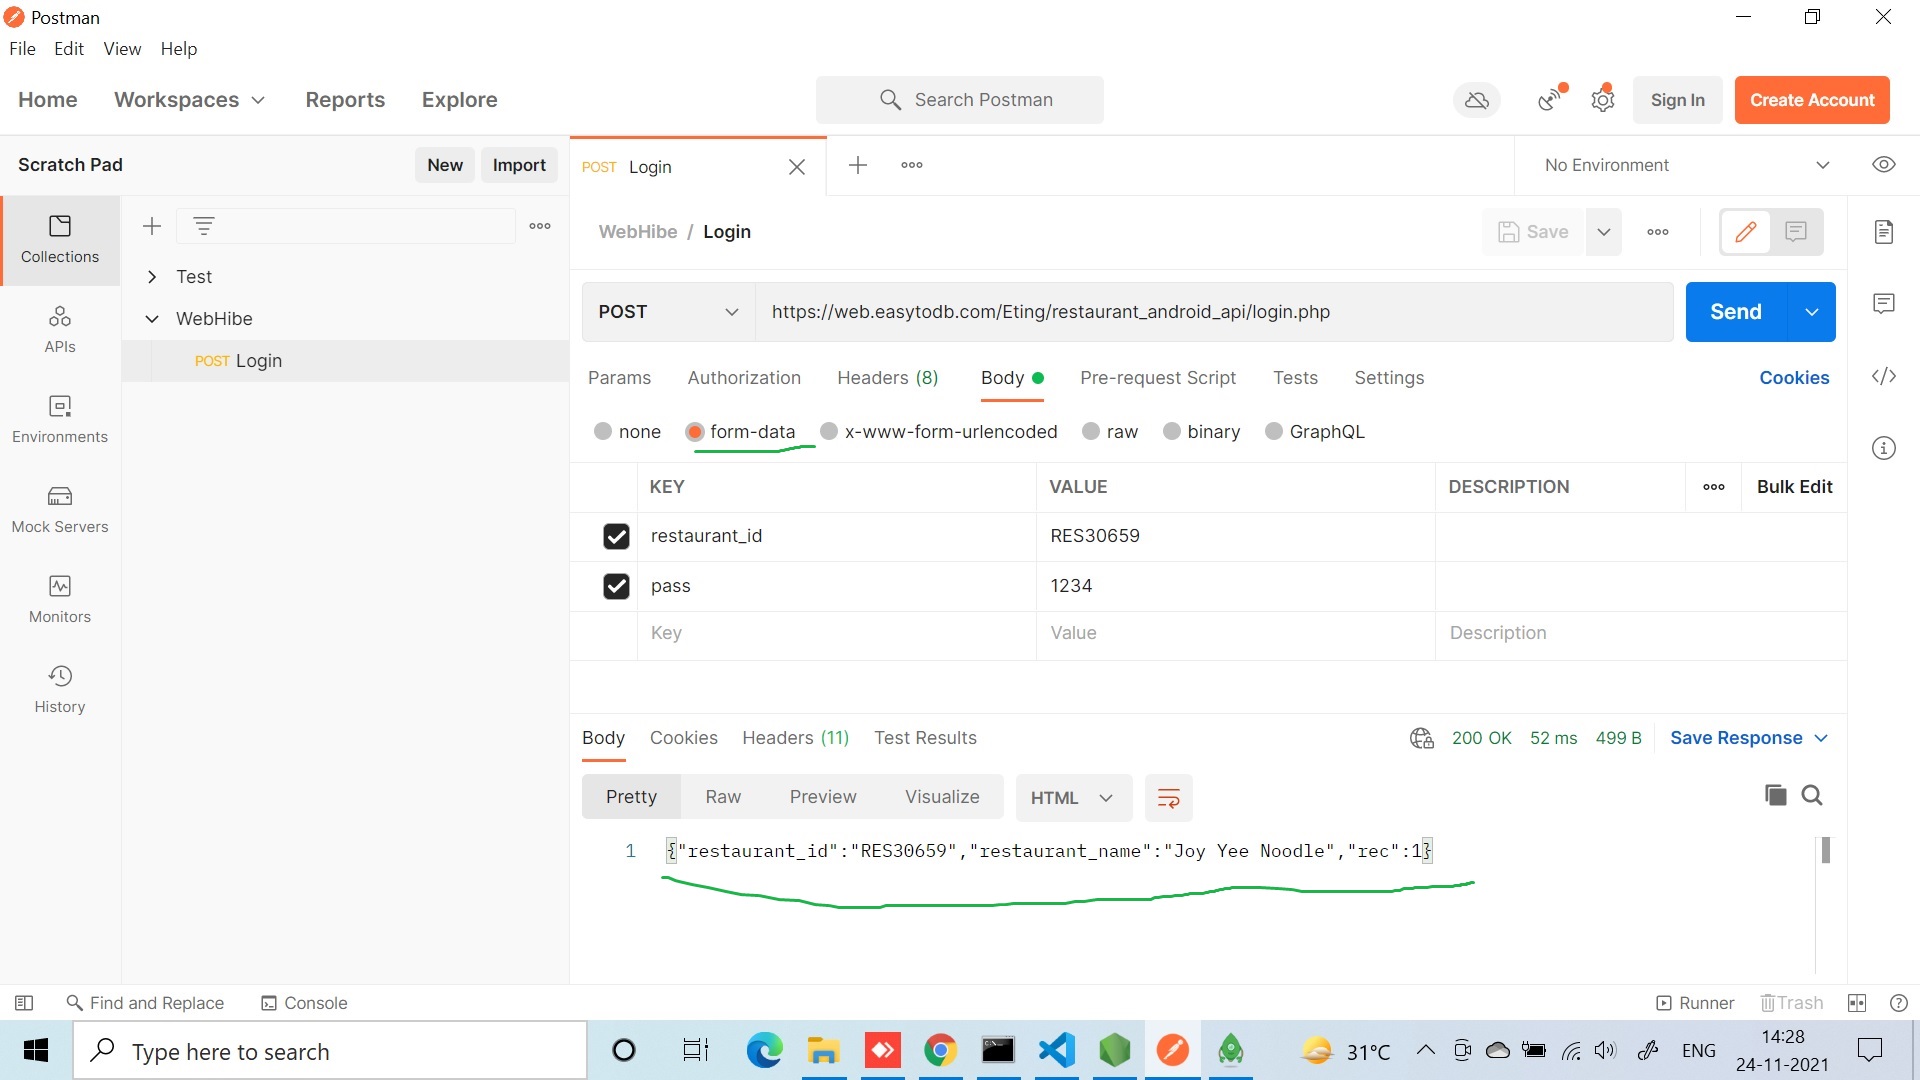 Postman
File Edit View Help
Home Workspaces Reports Explore Search Postman Sign In Create Account
Scratch Pad New Import POST Login No Environment
Collections
APIs
Environments
Mock Servers
Monitors
History
Test
WebHibe
POST Login
WebHibe / Login Save
POST https://web.easytodb.com/Eting/restaurant_android_api/login.php Send
Params Authorization Headers (8) Body Pre-request Script Tests Settings Cookies
none form-data x-www-form-urlencoded raw binary GraphQL
KEY VALUE DESCRIPTION Bulk Edit
restaurant_id RES30659
pass 1234
Key Value Description
Body Cookies Headers (11) Test Results 200 OK 52 ms 499 B Save Response
Pretty Raw Preview Visualize HTML
1 {"restaurant_id":"RES30659","restaurant_name":"Joy Yee Noodle","rec":1}
Find and Replace Console Runner Trash
Type here to search 31°C ENG 14:28
24-11-2021